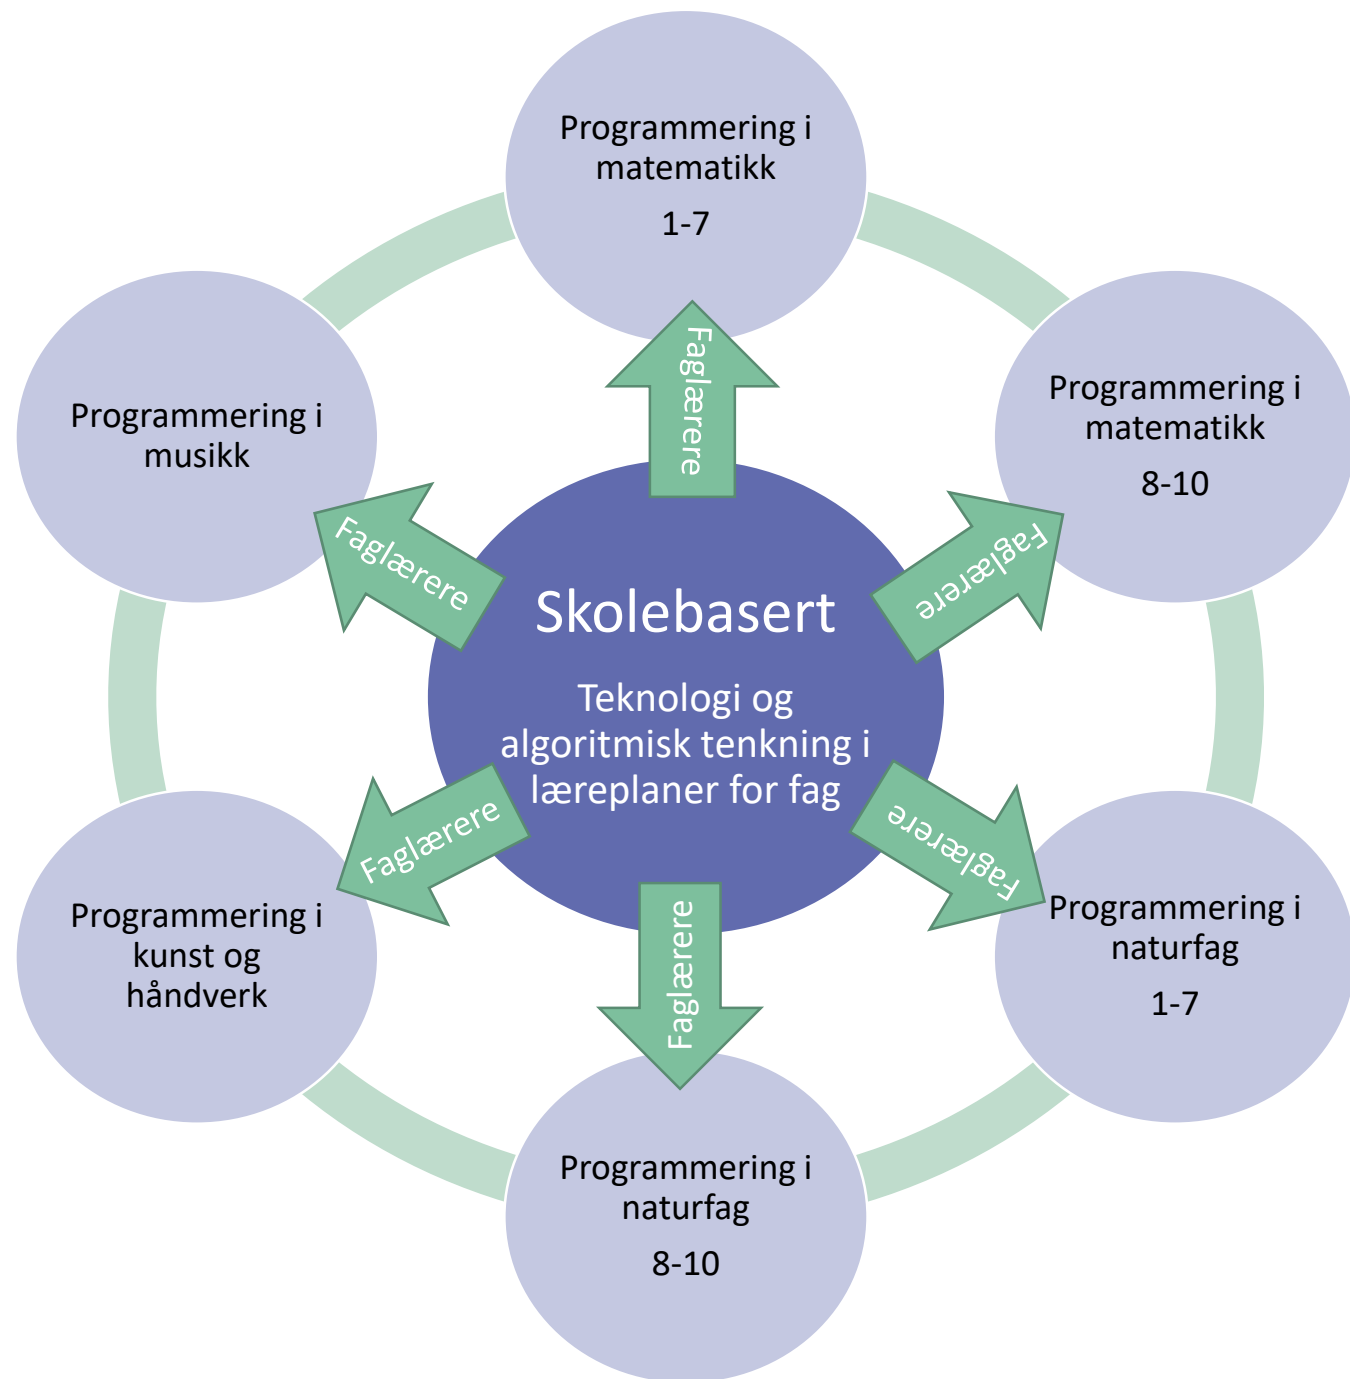 Programmering i
matematikk
1-7
Programmering i
matematikk
8-10
Programmering i
naturfag
1-7
Programmering i
naturfag
8-10
Programmering i
kunst og
håndverk
Programmering i
musikk
Faglærere
Faglærere
Faglærere
Faglærere
Faglærere
Faglærere
Skolebasert
Teknologi og
algoritmisk tenkning i
læreplaner for fag